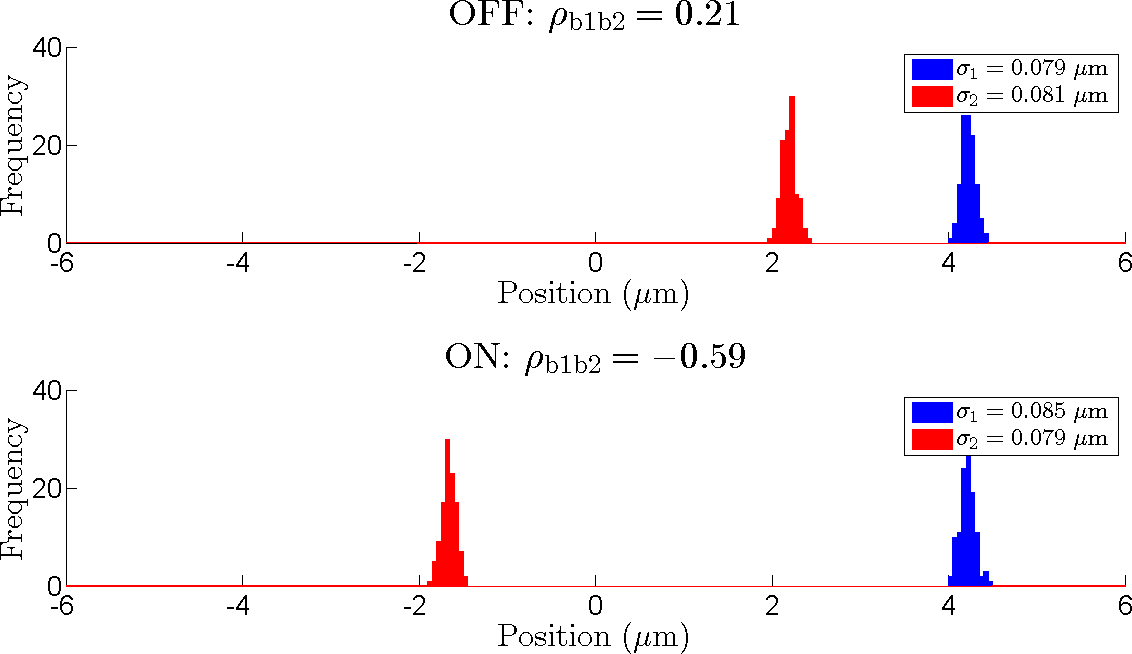 OFF: ρb1b2 = 0.21
40
20
0
Frequency
σ1 = 0.079 μm
σ2 = 0.081 μm
-6 -4 -2 0 2 4 6
Position (μm)
ON: ρb1b2 = −0.59
40
20
0
Frequency
σ1 = 0.085 μm
σ2 = 0.079 μm
-6 -4 -2 0 2 4 6
Position (μm)